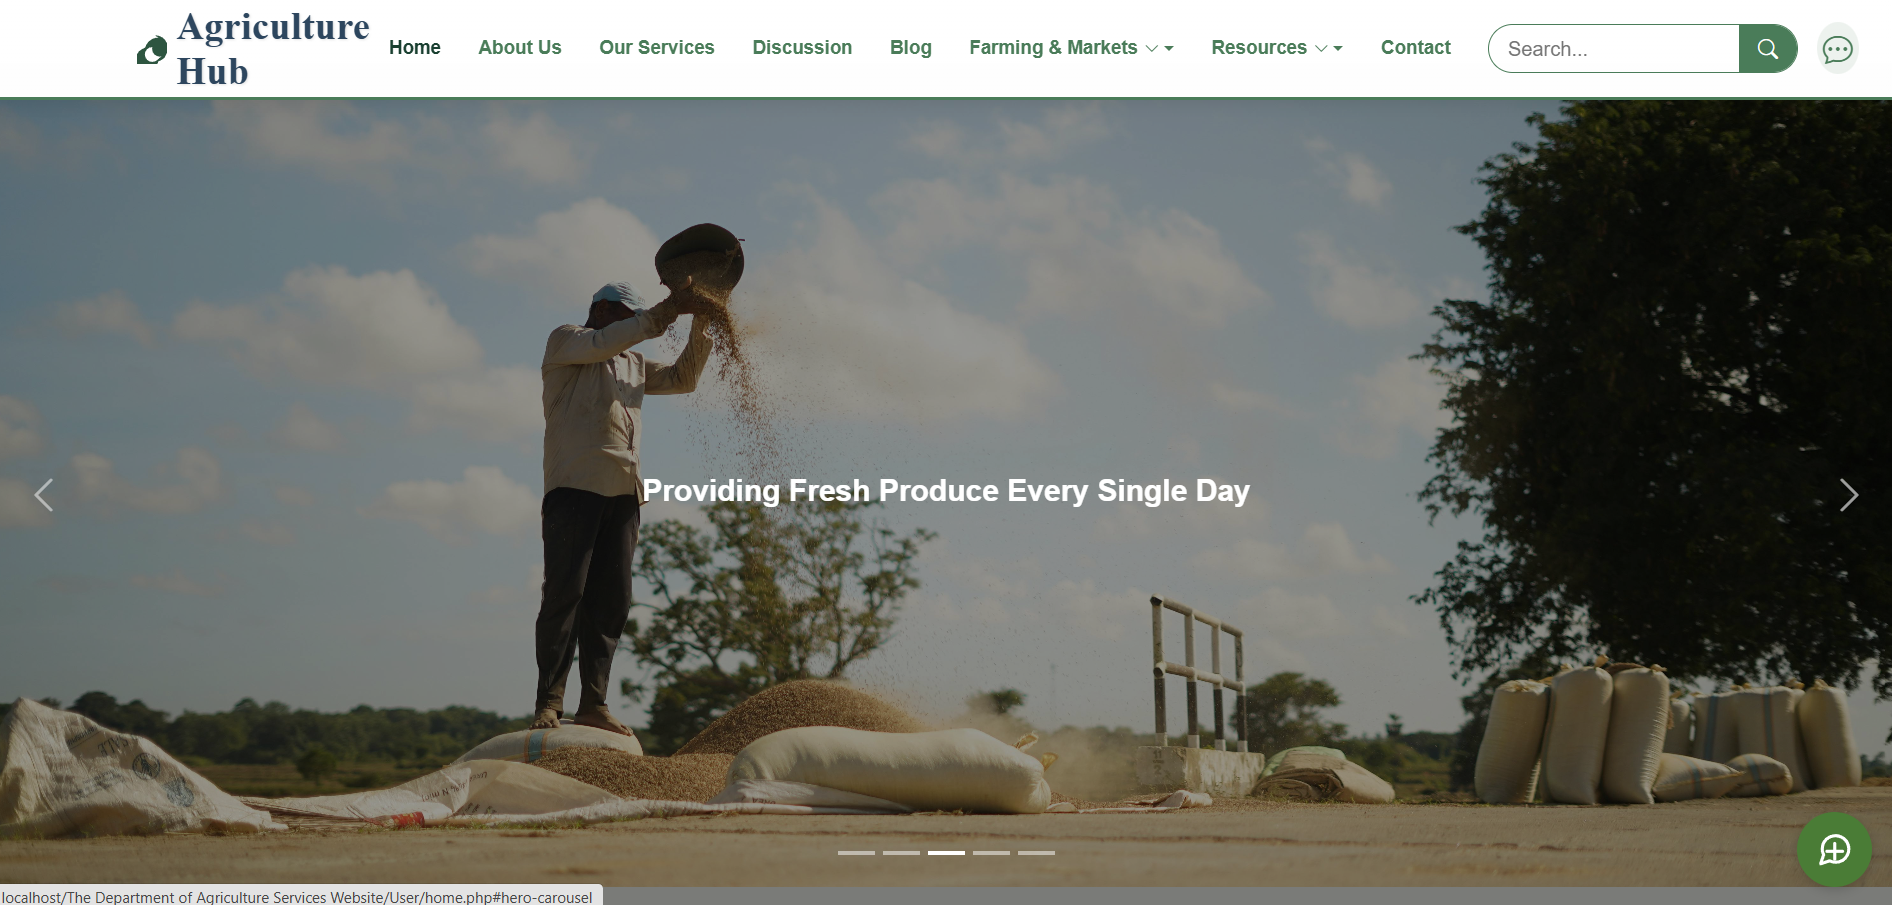 Agriculture
Hub
Home
About Us
Our Services
Discussion
Blog
Farming & Markets
Resources
Contact
Search...
Providing Fresh Produce Every Single Day
localhost/The Department of Agriculture Services Website/User/home.php#hero-carousel